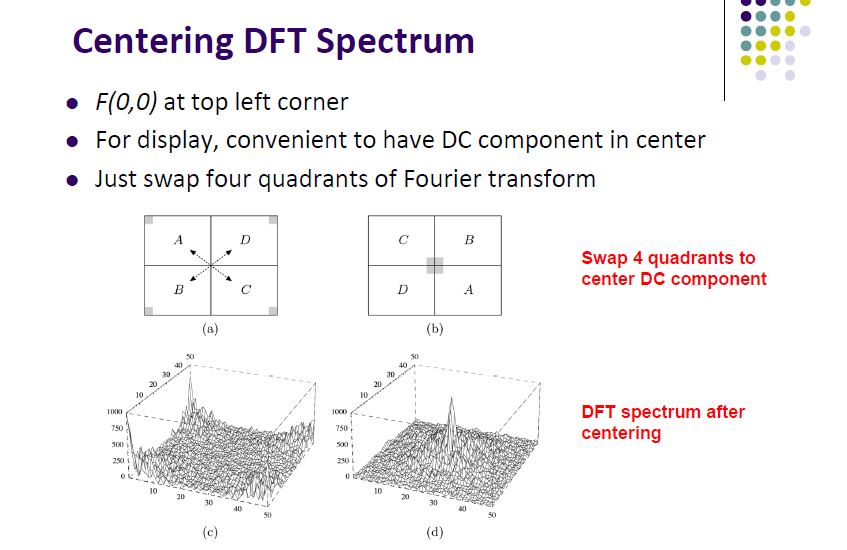 Centering DFT Spectrum
F(0,0) at top left corner
For display, convenient to have DC component in center
Just swap four quadrants of Fourier transform
A D
B C
(a)
C B
D A
(b)
Swap 4 quadrants to
center DC component
50
40
30
20
10
1000
750
500
250
0
10
20
30
40
50
(c)
50
40
30
20
10
1000
750
500
250
0
10
20
30
40
50
(d)
DFT spectrum after
centering